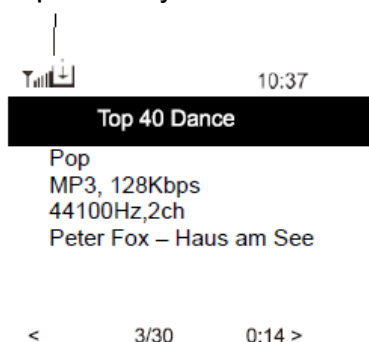 10:37
Top 40 Dance
Pop
MP3, 128Kbps
44100Hz,2ch
Peter Fox – Haus am See
< 3/30 0:14 >